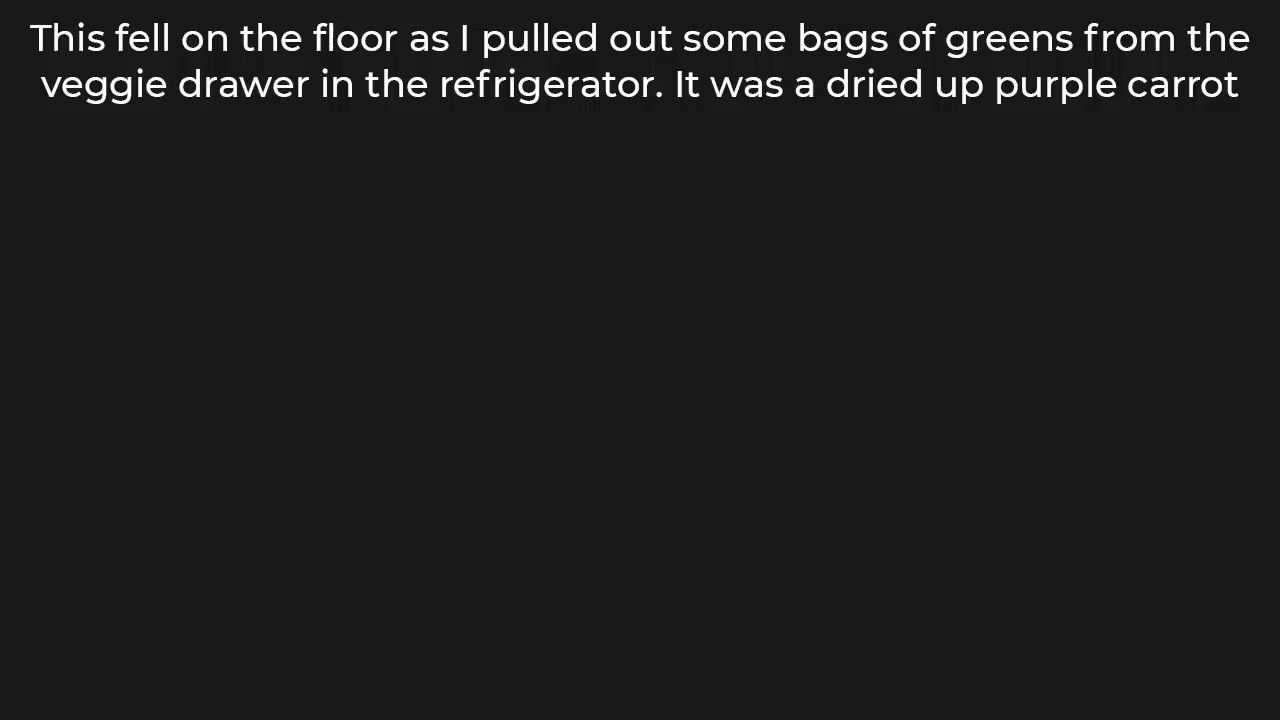 This fell on the floor as I pulled out some bags of greens from the
veggie drawer in the refrigerator. It was a dried up purple carrot